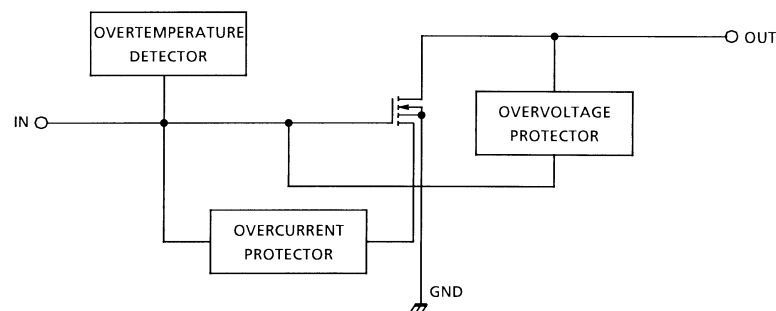 OVERTEMPERATURE
DETECTOR
OUT
IN
OVERVOLTAGE
PROTECTOR
OVERCURRENT
PROTECTOR
GND